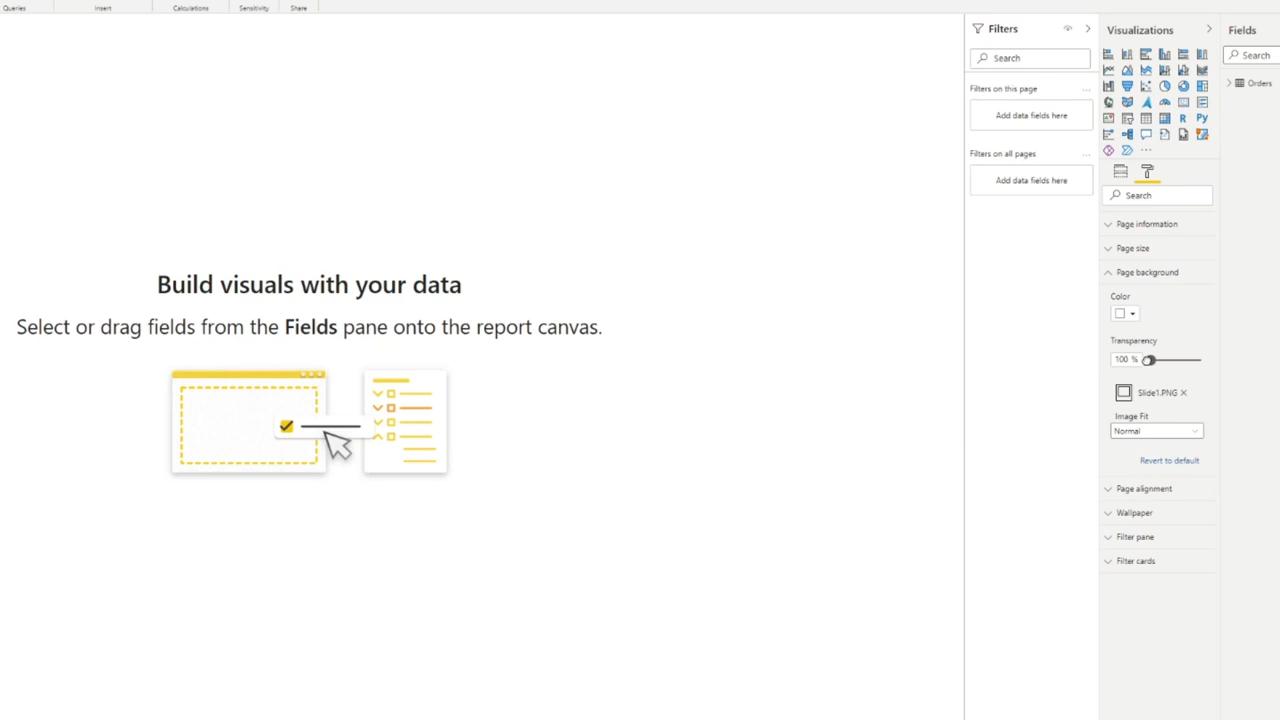 Queries
Insert
Calculations
Sensitivity
Share
Build visuals with your data
Select or drag fields from the Fields pane onto the report canvas.
Filters
Search
Filters on this page
...
Add data fields here
Filters on all pages
...
Add data fields here
Visualizations
R
Py
...
Search
Page information
Page size
Page background
Color
Transparency
100 %
Slide1.PNG
Image Fit
Normal
Revert to default
Page alignment
Wallpaper
Filter pane
Filter cards
Fields
Search
Orders